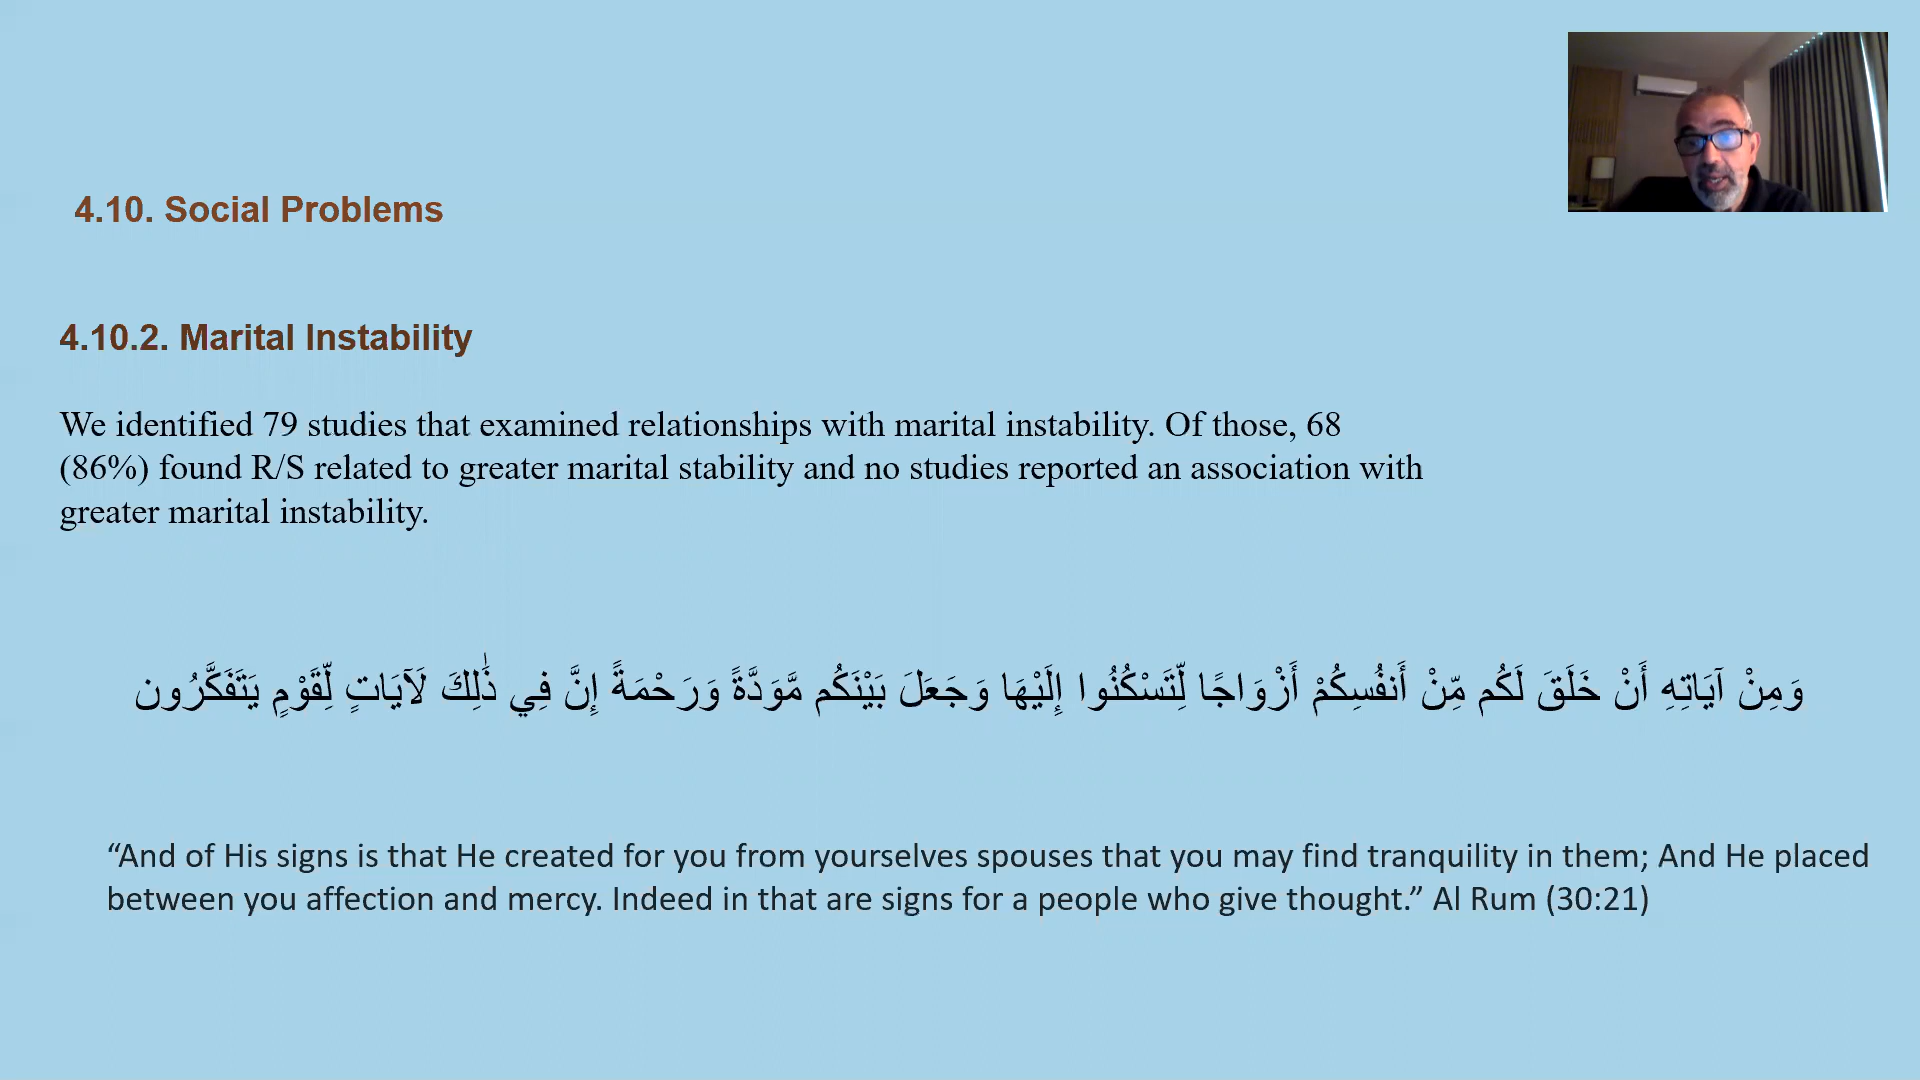 4.10. Social Problems
4.10.2. Marital Instability
We identified 79 studies that examined relationships with marital instability. Of those, 68
(86%) found R/S related to greater marital stability and no studies reported an association with
greater marital instability.
وَمِنْ آيَاتِهِ أَنْ خَلَقَ لَكُم مِّنْ أَنفُسِكُمْ أَزْوَاجًا لِّتَسْكُنُوا إِلَيْهَا وَجَعَلَ بَيْنَكُم مَّوَدَّةً وَرَحْمَةً إِنَّ فِي ذَٰلِكَ لَآيَاتٍ لِّقَوْمٍ يَتَفَكَّرُون
“And of His signs is that He created for you from yourselves spouses that you may find tranquility in them; And He placed
between you affection and mercy. Indeed in that are signs for a people who give thought.” Al Rum (30:21)